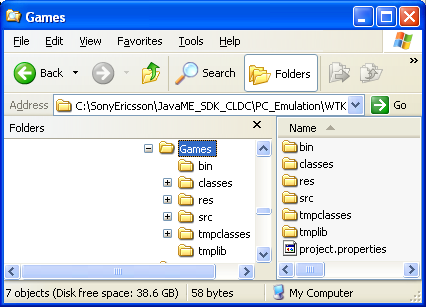 Games
File Edit View Favorites Tools Help
Back Search Folders
Address C:\SonyEricsson\JavaME_SDK_CLDC\PC_Emulation\WTK Go
Folders
Games
bin
classes
res
src
tmpclasses
tmplib
Name
bin
classes
res
src
tmpclasses
tmplib
project.properties
7 objects (Disk free space: 38.6 GB) 58 bytes My Computer